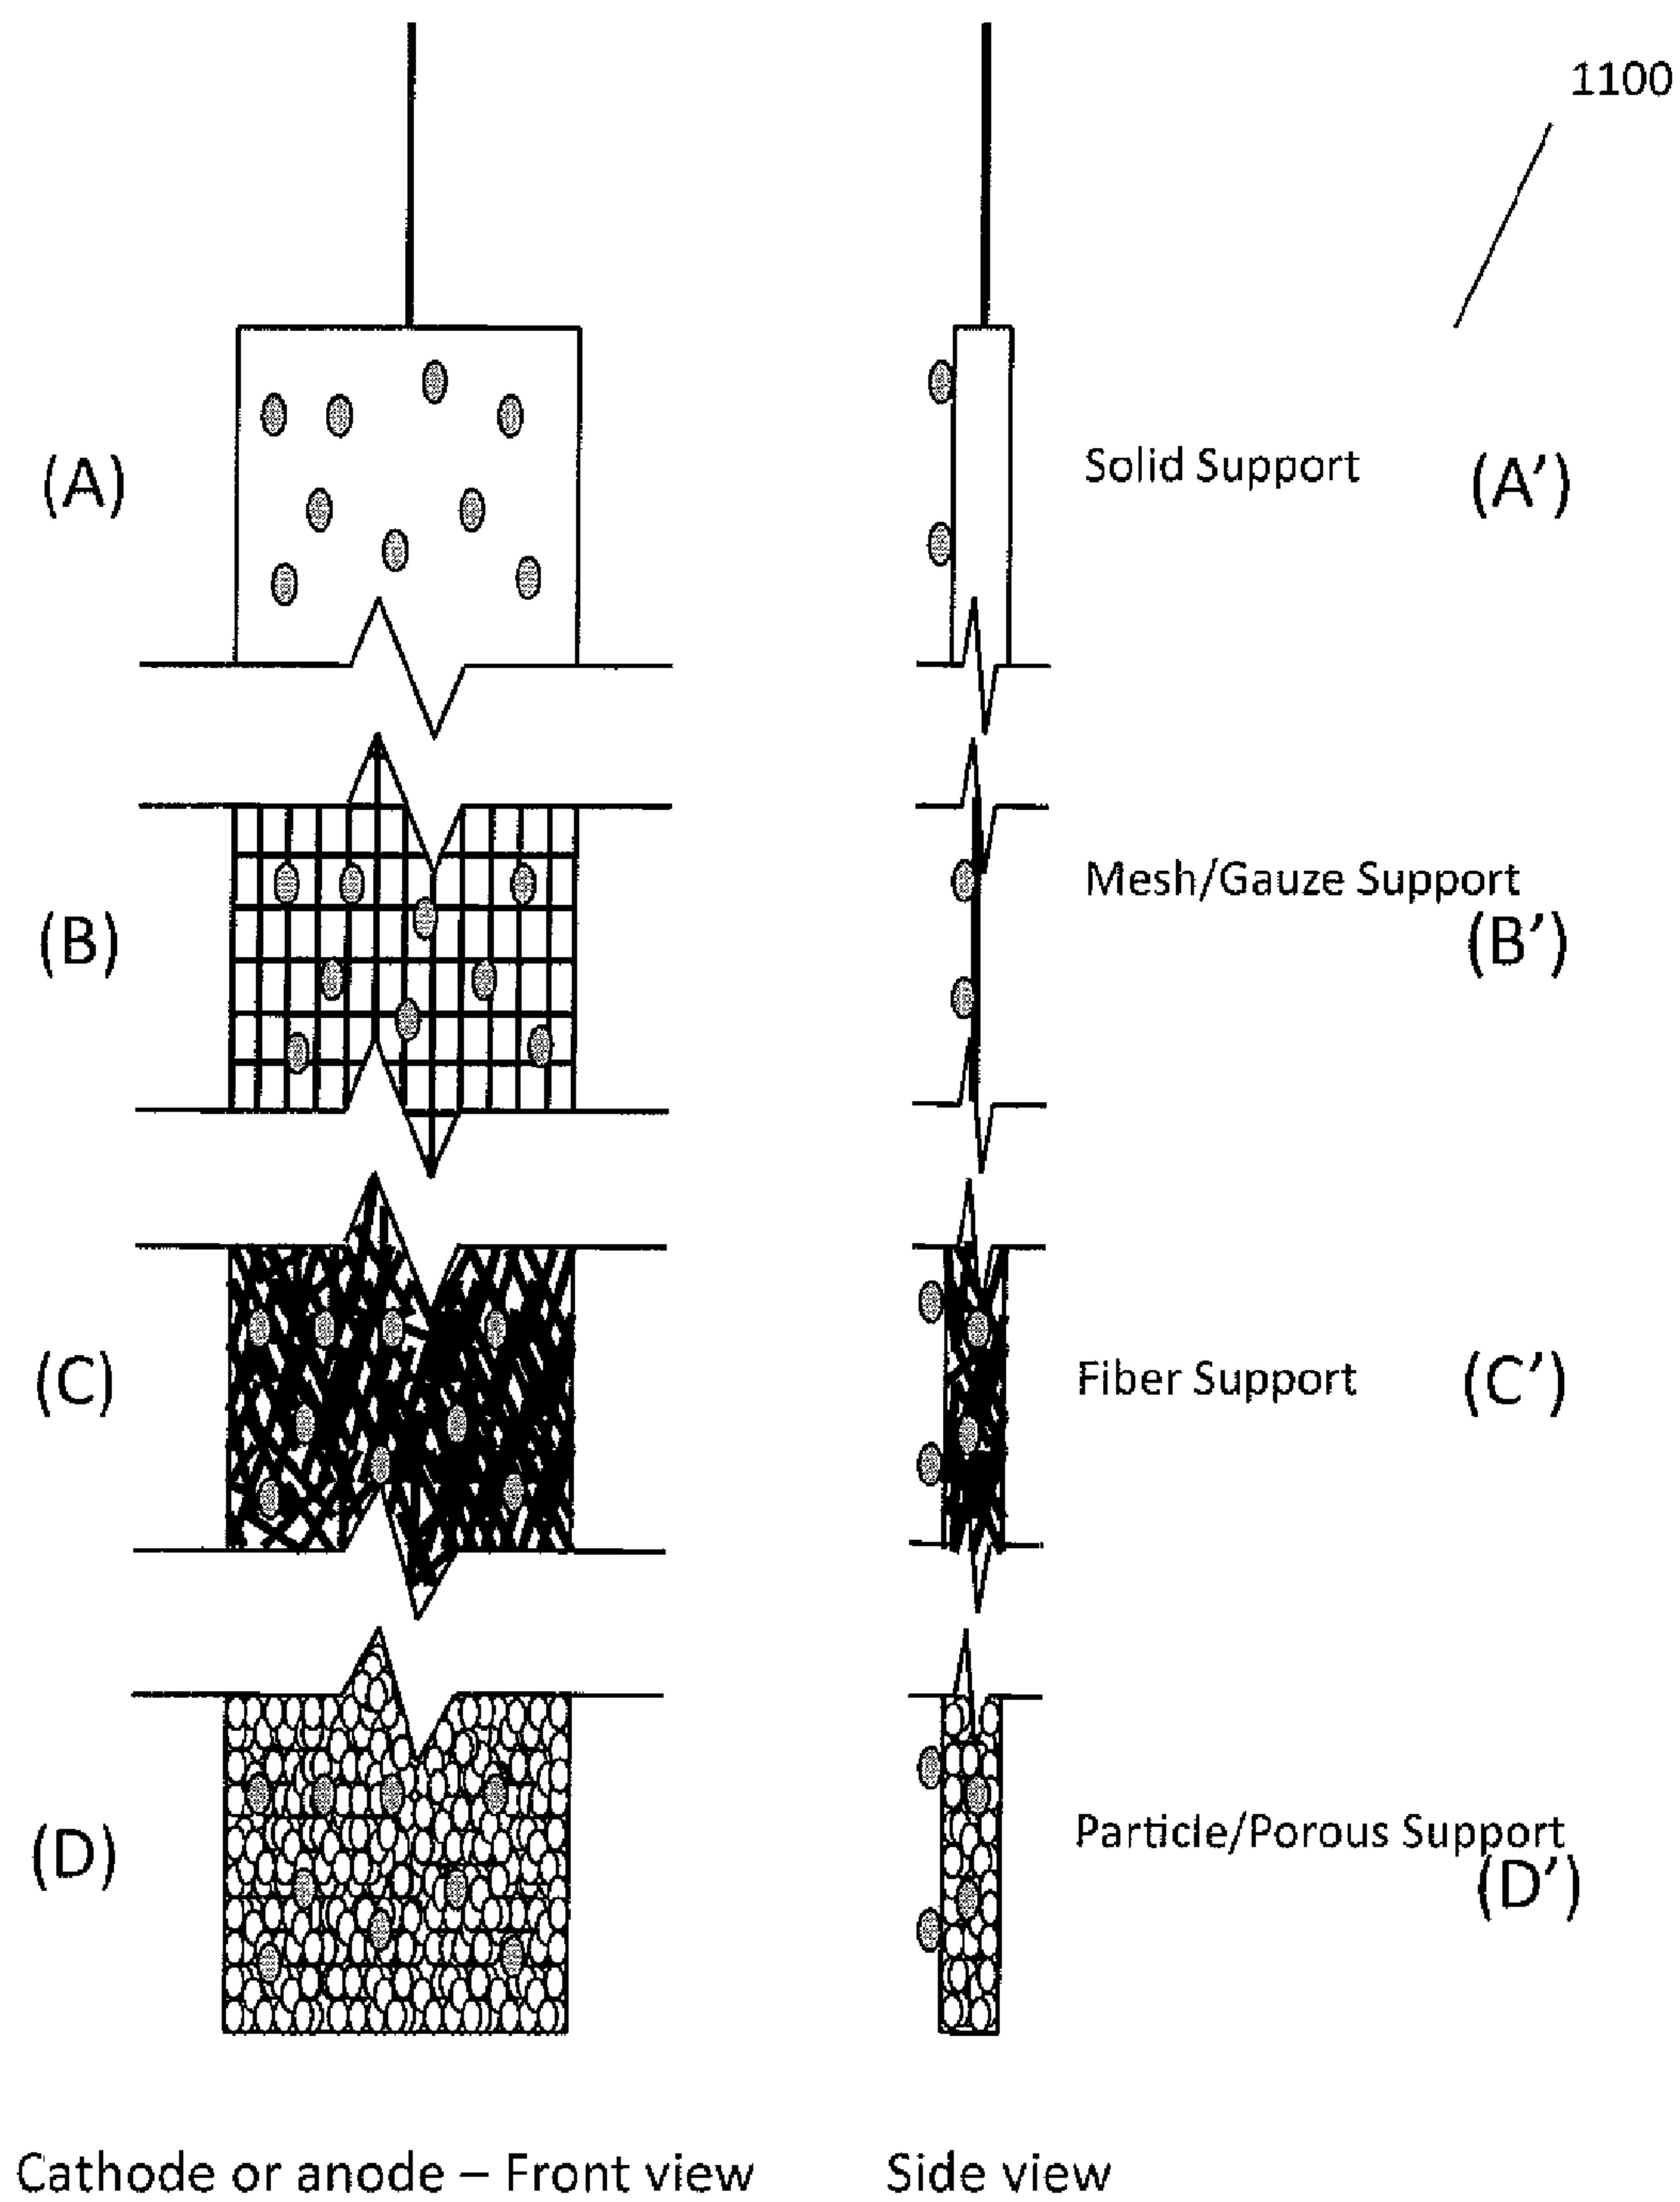 1100
(A)
Solid Support
(A’)
(B)
Mesh/Gauze Support
(B’)
(C)
Fiber Support
(C’)
(D)
Particle/Porous Support
(D’)
Cathode or anode – Front view
Side view